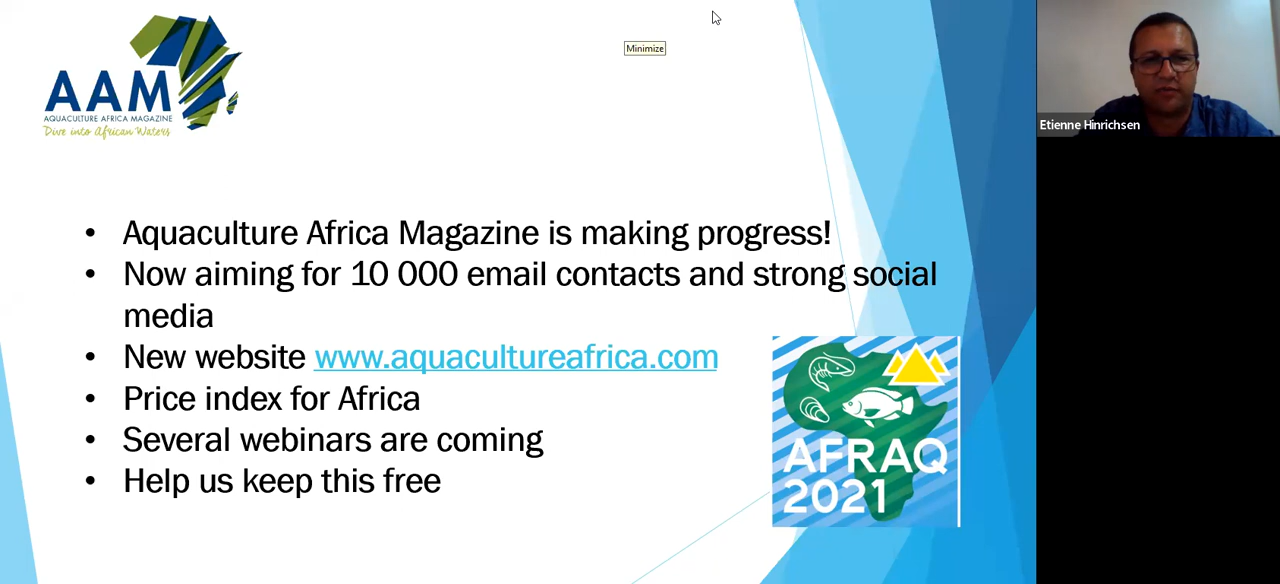 AAM
AQUACULTURE AFRICA MAGAZINE
Dive into African Waters
Minimize
Etienne Hinrichsen
• Aquaculture Africa Magazine is making progress!
• Now aiming for 10 000 email contacts and strong social
media
• New website www.aquacultureafrica.com
• Price index for Africa
• Several webinars are coming
• Help us keep this free
AFRAQ
2021